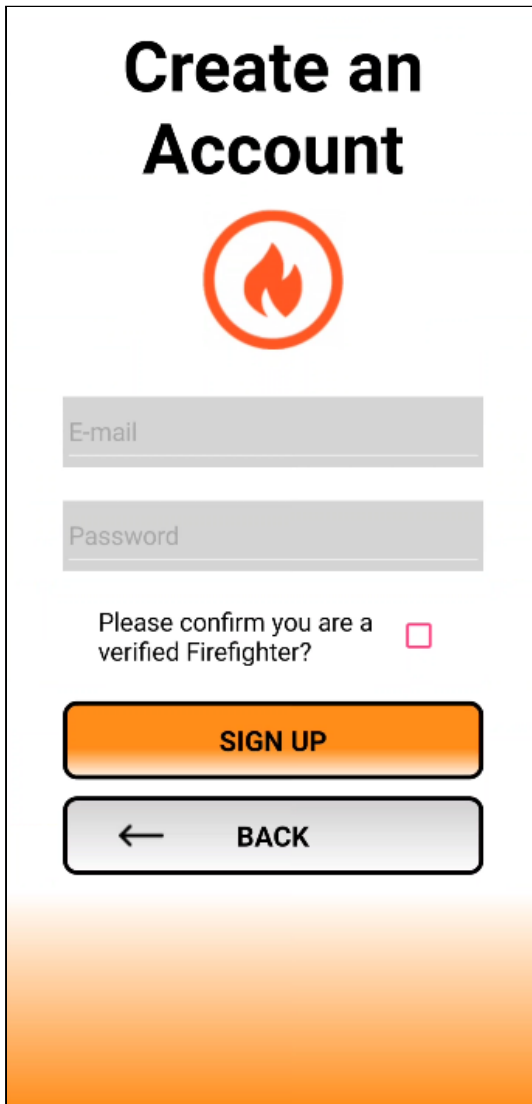 Create an
Account
E-mail
Password
Please confirm you are a
verified Firefighter?
SIGN UP
BACK